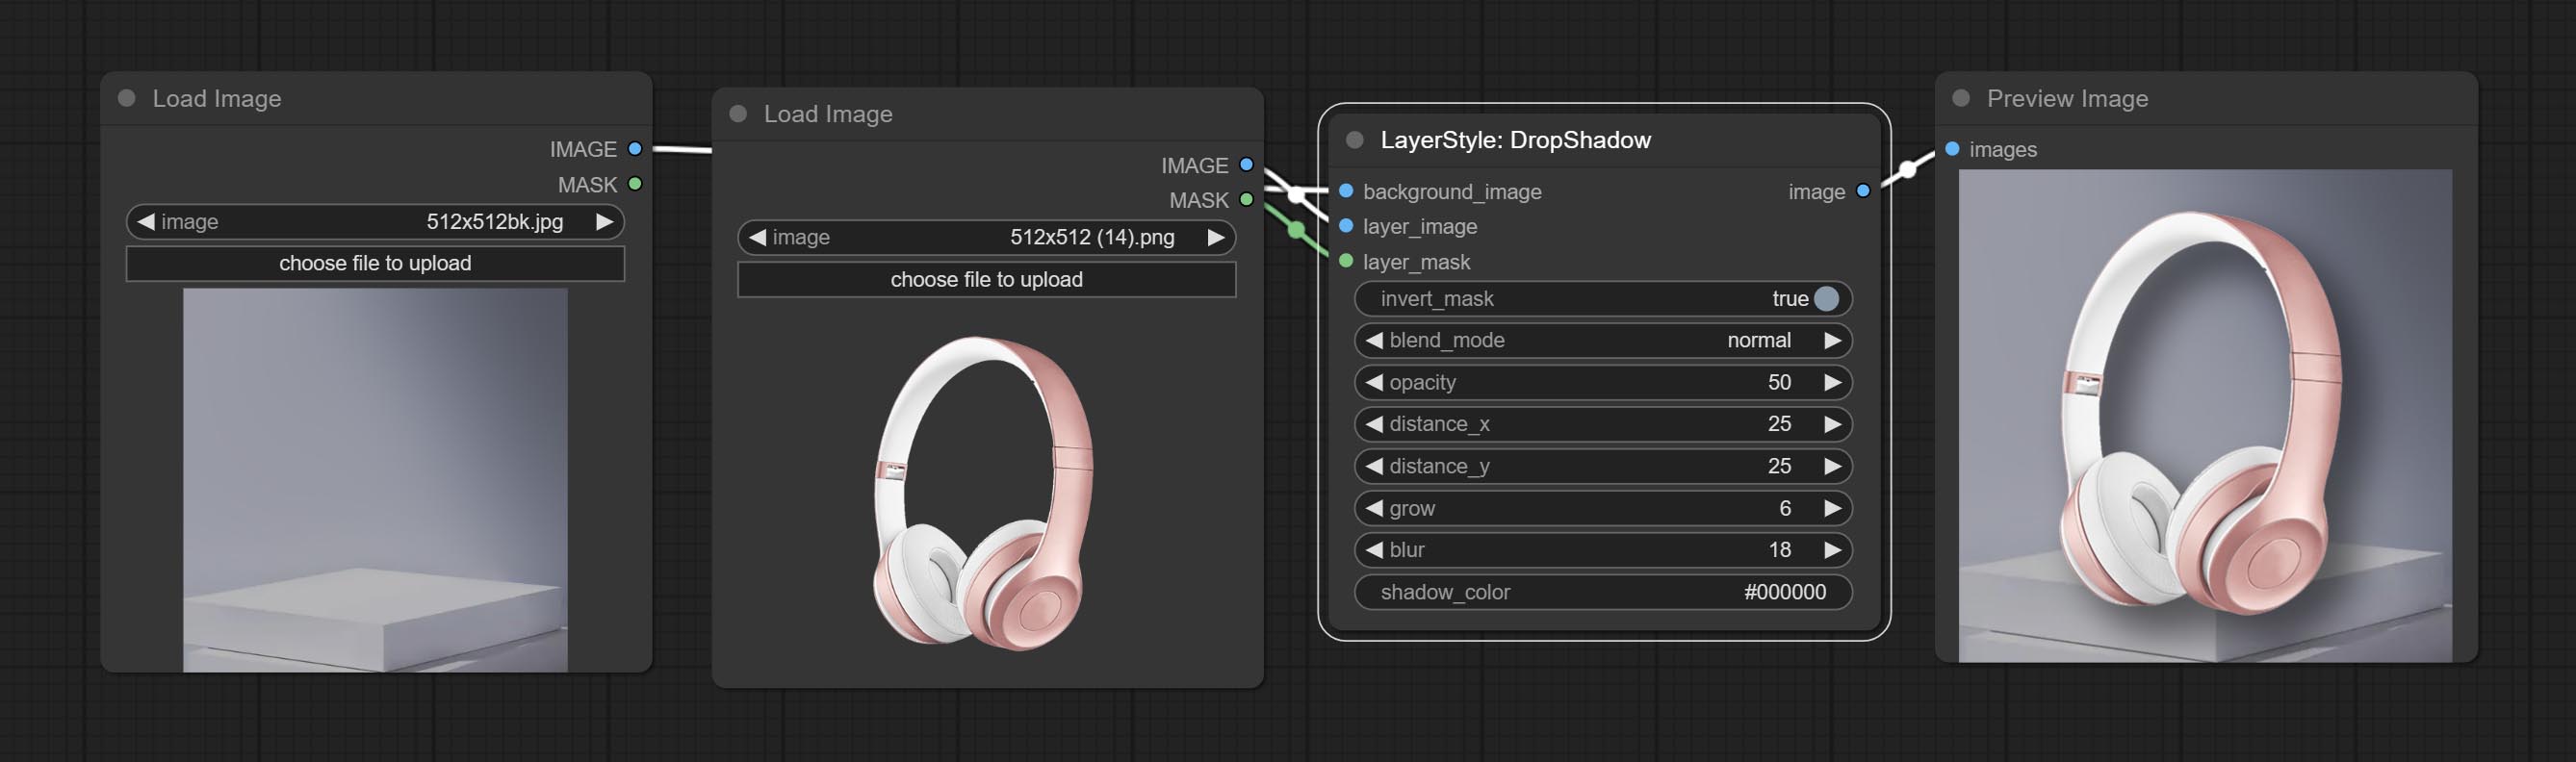 Load Image
IMAGE
MASK
image 512x512bk.jpg
choose file to upload
Load Image
IMAGE
MASK
image 512x512 (14).png
choose file to upload
LayerStyle: DropShadow
background_image image
layer_image
layer_mask
invert_mask true
blend_mode normal
opacity 50
distance_x 25
distance_y 25
grow 6
blur 18
shadow_color #000000
Preview Image
images